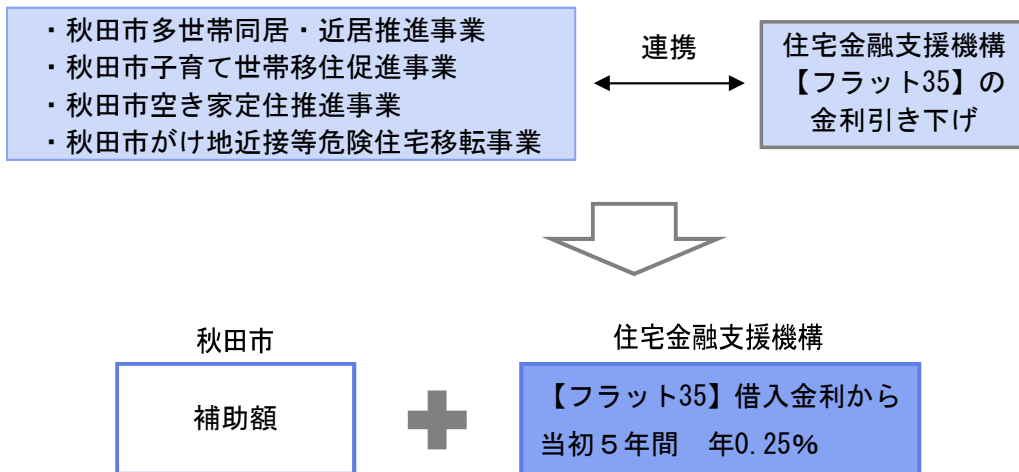 ・秋田市多世帯同居・近居推進事業
・秋田市子育て世帯移住促進事業
・秋田市空き家定住推進事業
・秋田市がけ地近接等危険住宅移転事業
連携
住宅金融支援機構
【フラット35】の
金利引き下げ
秋田市
補助額
住宅金融支援機構
【フラット35】借入金利から
当初５年間　年0.25%